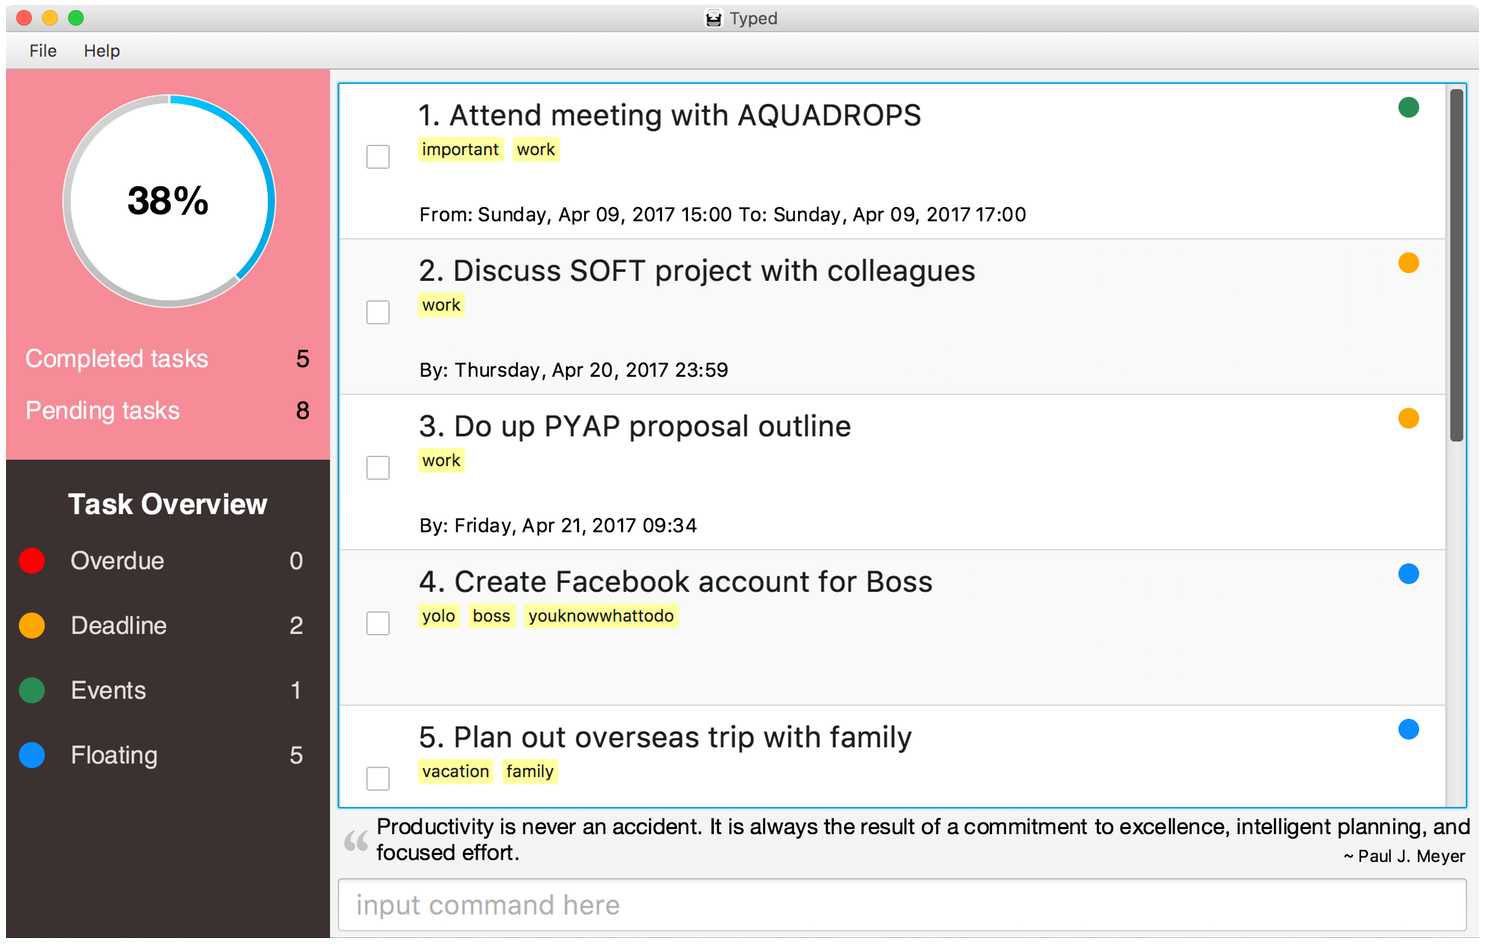 Typed
File Help
38%
Completed tasks 5
Pending tasks 8
Task Overview
Overdue 0
Deadline 2
Events 1
Floating 5
1. Attend meeting with AQUADROPS
important work
From: Sunday, Apr 09, 2017 15:00 To: Sunday, Apr 09, 2017 17:00
2. Discuss SOFT project with colleagues
work
By: Thursday, Apr 20, 2017 23:59
3. Do up PYAP proposal outline
work
By: Friday, Apr 21, 2017 09:34
4. Create Facebook account for Boss
yolo boss youknowwhattodo
5. Plan out overseas trip with family
vacation family
“ Productivity is never an accident. It is always the result of a commitment to excellence, intelligent planning, and
focused effort.
~ Paul J. Meyer
input command here